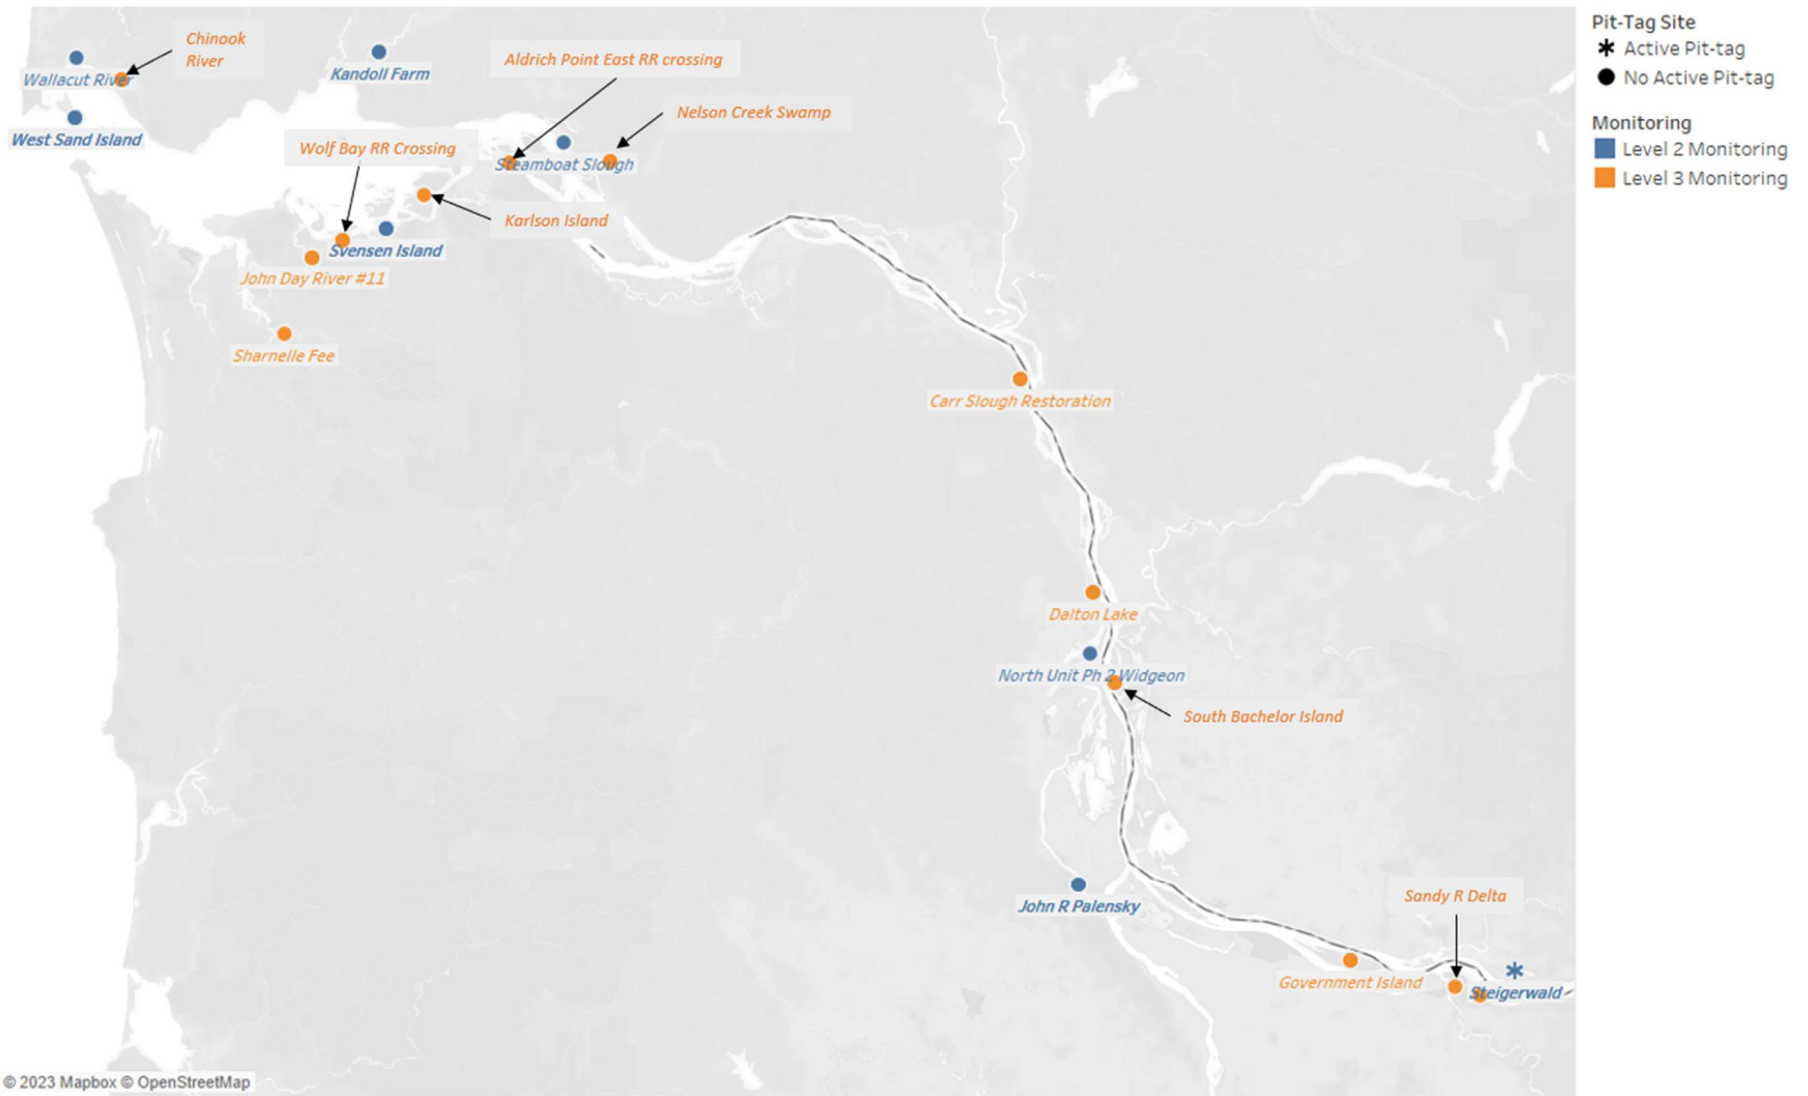 Chinook
River
Wallacut River
West Sand Island
Kandoll Farm
Aldrich Point East RR crossing
Nelson Creek Swamp
Steamboat Slough
Wolf Bay RR Crossing
Karlson Island
Svensen Island
John Day River #11
Sharnelle Fee
Carr Slough Restoration
Dalton Lake
North Unit Ph 2 Widgeon
South Bachelor Island
John R Palensky
Sandy R Delta
Government Island
Steigerwald
Pit-Tag Site
Active Pit-tag
No Active Pit-tag
Monitoring
Level 2 Monitoring
Level 3 Monitoring
© 2023 Mapbox © OpenStreetMap